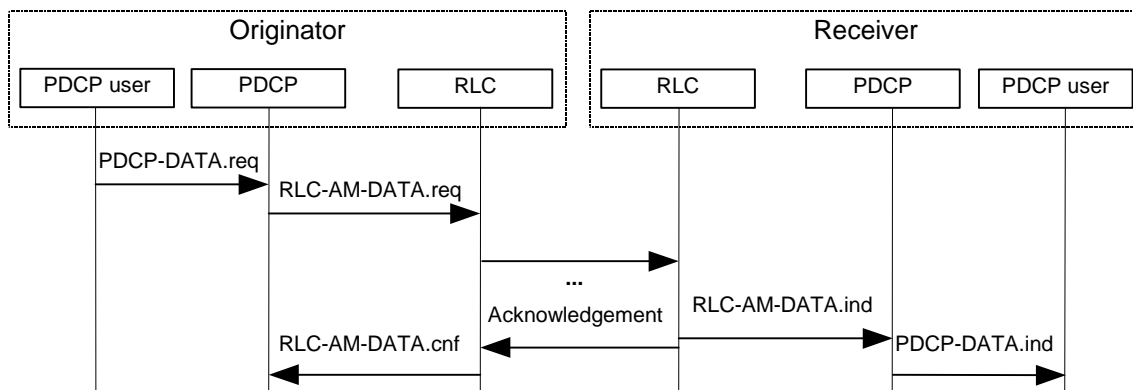 Originator
Receiver
PDCP user
PDCP
RLC
RLC
PDCP
PDCP user
PDCP-DATA.req
RLC-AM-DATA.req
...
Acknowledgement
RLC-AM-DATA.ind
RLC-AM-DATA.cnf
PDCP-DATA.ind